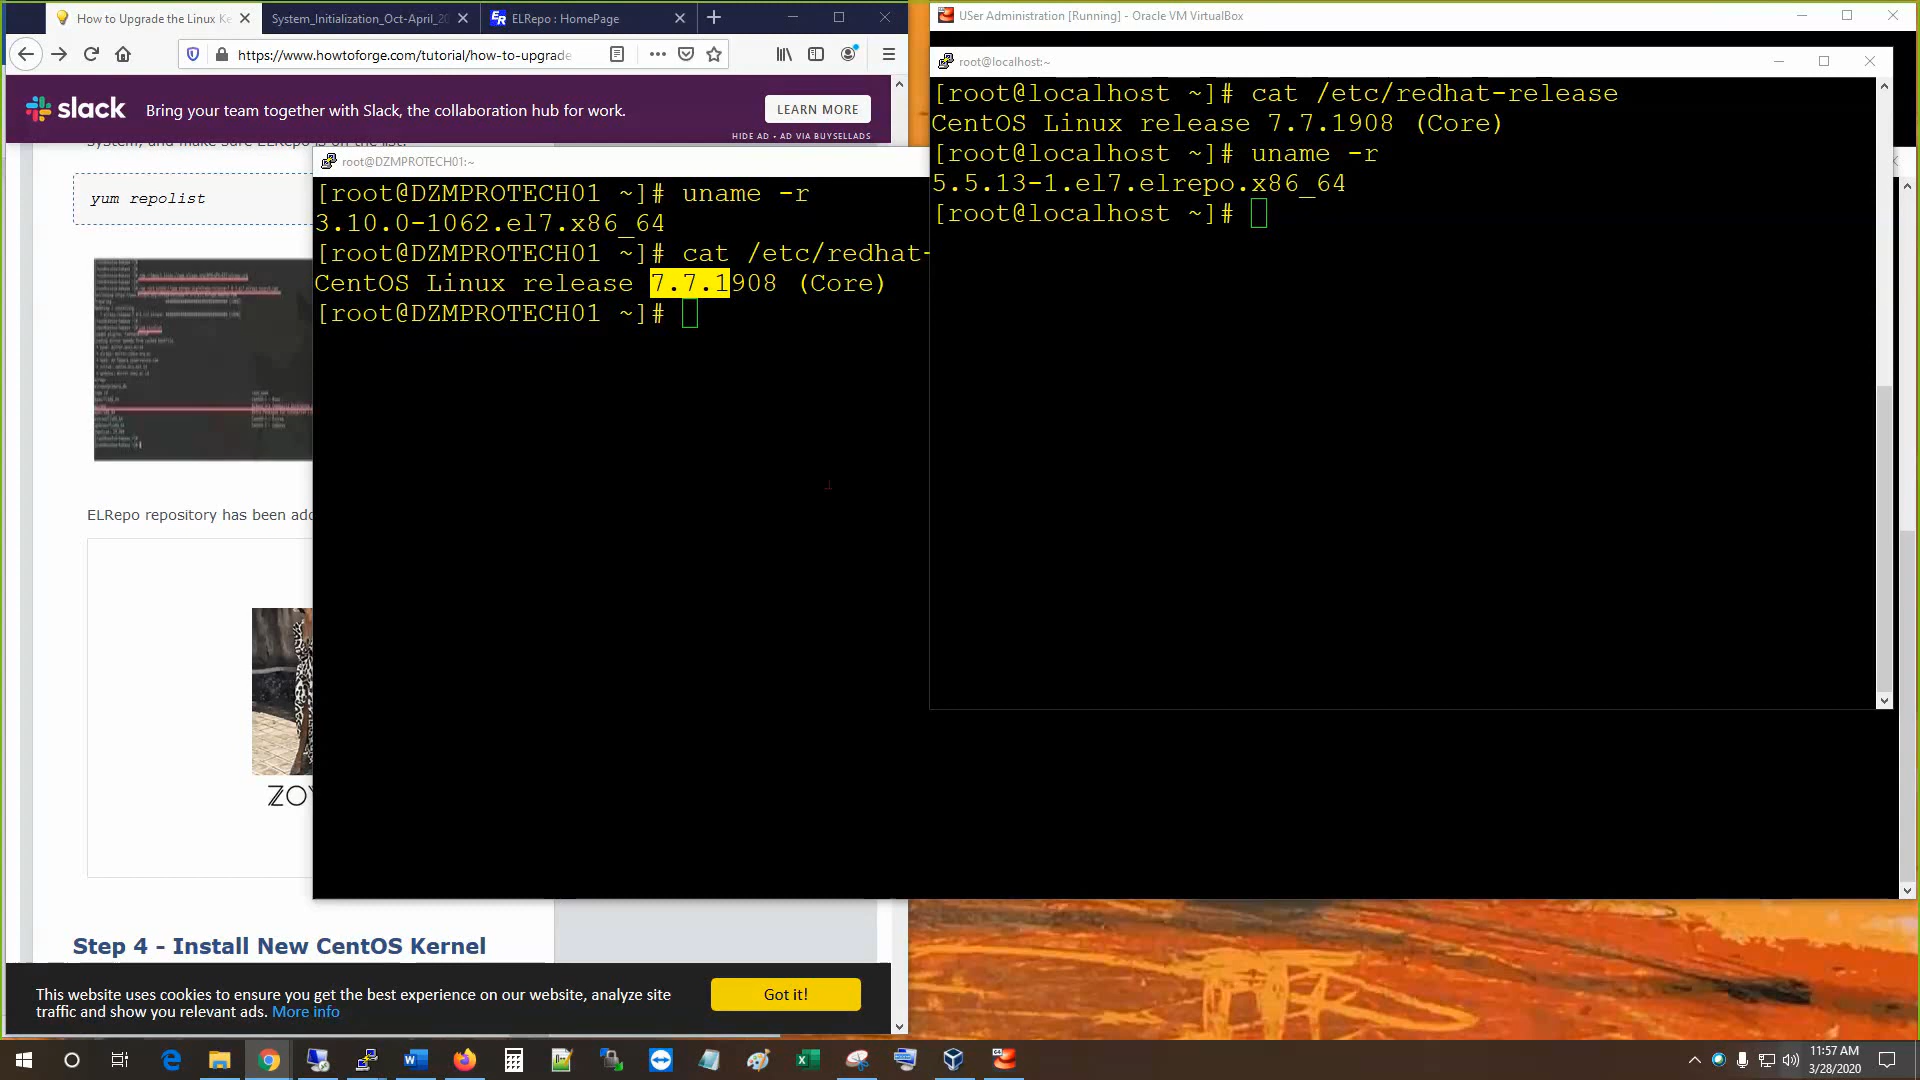 How to Upgrade the Linux Ke
System_Initialization_Oct-April_20
ELRepo : HomePage
https://www.howtoforge.com/tutorial/how-to-upgrade
slack
Bring your team together with Slack, the collaboration hub for work.
LEARN MORE
HIDE AD • AD VIA BUYSELLADS
yum repolist
ELRepo repository has been add
ZOY
Step 4 - Install New CentOS Kernel
This website uses cookies to ensure you get the best experience on our website, analyze site
traffic and show you relevant ads. More info
Got it!
root@DZMPROTECH01:~
[root@DZMPROTECH01 ~]# uname -r
3.10.0-1062.el7.x86_64
[root@DZMPROTECH01 ~]# cat /etc/redhat-
CentOS Linux release 7.7.1908 (Core)
[root@DZMPROTECH01 ~]#
USer Administration [Running] - Oracle VM VirtualBox
root@localhost:~
[root@localhost ~]# cat /etc/redhat-release
CentOS Linux release 7.7.1908 (Core)
[root@localhost ~]# uname -r
5.5.13-1.el7.elrepo.x86_64
[root@localhost ~]#
11:57 AM
3/28/2020